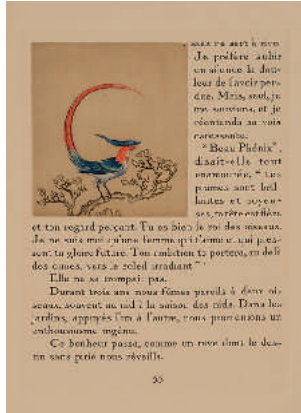 Je préfère subir
en silence la dou-
leur de l'avoir per-
due. Mais, seul, je
me souviens, et je
réentends sa voix
caressante.
"Beau Phénix",
disait-elle tout
enamourée, "tes
plumes sont bril-
lantes et soyeu-
ses, ta tête est fière
et ton regard perçant. Tu es bien le roi des oiseaux.
Je ne suis moi qu'une femme qui t'aime et qui pres-
sent ta gloire future. Ton ambition te portera, au delà
des cimes, vers le soleil irradiant"
Elle ne se trompait pas.
Durant trois ans nous fûmes pareils à deux oi-
seaux, souvent au nid à la saison des nids. Dans les
jardins, appuyés l'un à l'autre, nous promenions un
enthousiasme ingénu.
Ce bonheur passa, comme un rêve dont le des-
tin sans pitié nous réveilla.